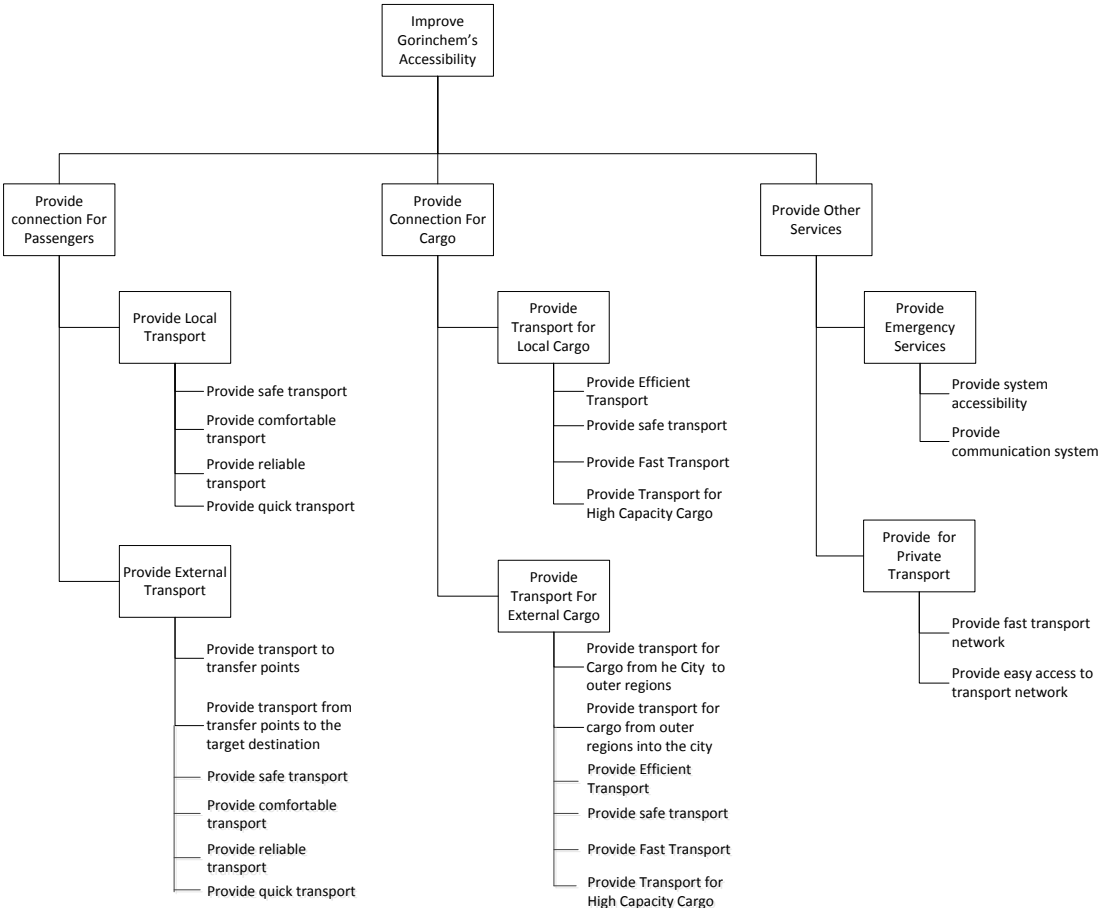 Improve
Gorinchem's
Accessibility
Provide
connection For
Passengers
Provide Local
Transport
Provide safe transport
Provide comfortable
transport
Provide reliable
transport
Provide quick transport
Provide External
Transport
Provide transport to
transfer points
Provide transport from
transfer points to the
target destination
Provide safe transport
Provide comfortable
transport
Provide reliable
transport
Provide quick transport
Provide
Connection For
Cargo
Provide
Transport for
Local Cargo
Provide Efficient
Transport
Provide safe transport
Provide Fast Transport
Provide Transport for
High Capacity Cargo
Provide
Transport For
External Cargo
Provide transport for
Cargo from he City to
outer regions
Provide transport for
cargo from outer
regions into the city
Provide Efficient
Transport
Provide safe transport
Provide Fast Transport
Provide Transport for
High Capacity Cargo
Provide Other
Services
Provide
Emergency
Services
Provide system
accessibility
Provide
communication system
Provide for
Private
Transport
Provide fast transport
network
Provide easy access to
transport network